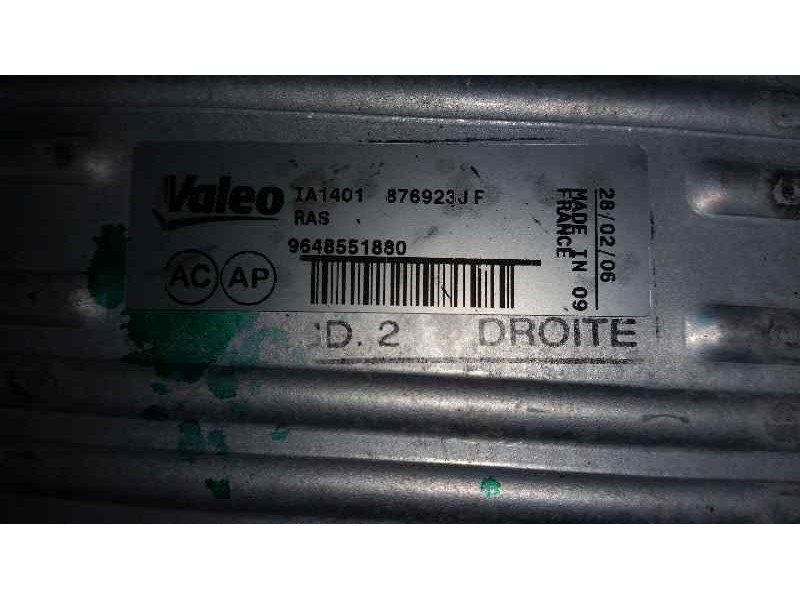 Valeo IA1401 876923J F
RAS
9648551880
AC AP
28/02/06
MADE IN 09
FRANCE
D. 2 DROITE